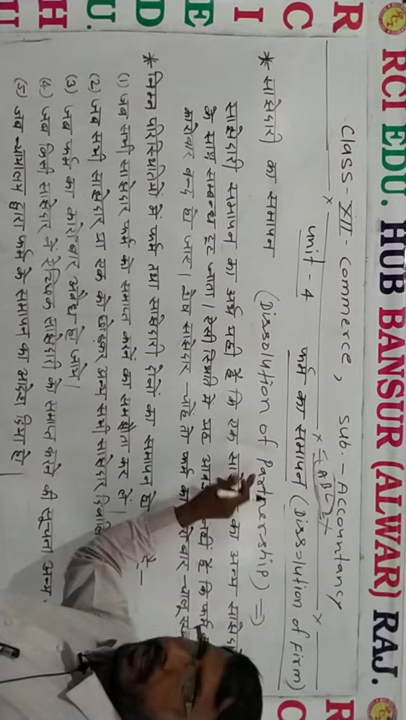 RCI EDU. HUB BANSUR (ALWAR) RAJ.
R
C
I
E
D
U.
H
U
R
C
Class-XII-Commerce, Sub.-Accountancy
Unit-4 फर्म का समापन (Dissolution of Firm)
* साझेदारी का समापन (Dissolution of Partnership) ⇒
साझेदारी समापन का अर्थ यही है कि एक का अन्य
के साथ सम्बन्ध टूट जाना। ऐसी स्थिति में यह नहीं है कि फर्म
कारोबार बन्द हो जाए। शेष साझेदार चाहे तो फर्म का चालू
* निम्न परिस्थितियों में फर्म तथा साझेदारी दोनों का समापन है –
(1) जब सभी साझेदार फर्म को समाप्त करने का समझौता कर ले।
(2) जब सभी साझेदार या एक को छोड़कर अन्य सभी साझेदार
(3) जब फर्म का कारोबार अवैध हो जाये।
(4) जब किसी साझेदार ने ऐच्छिक साझेदारी को समाप्त करने की सूचना अन्य
(5) जब न्यायालय द्वारा फर्म के समापन का आदेश दिया हो।